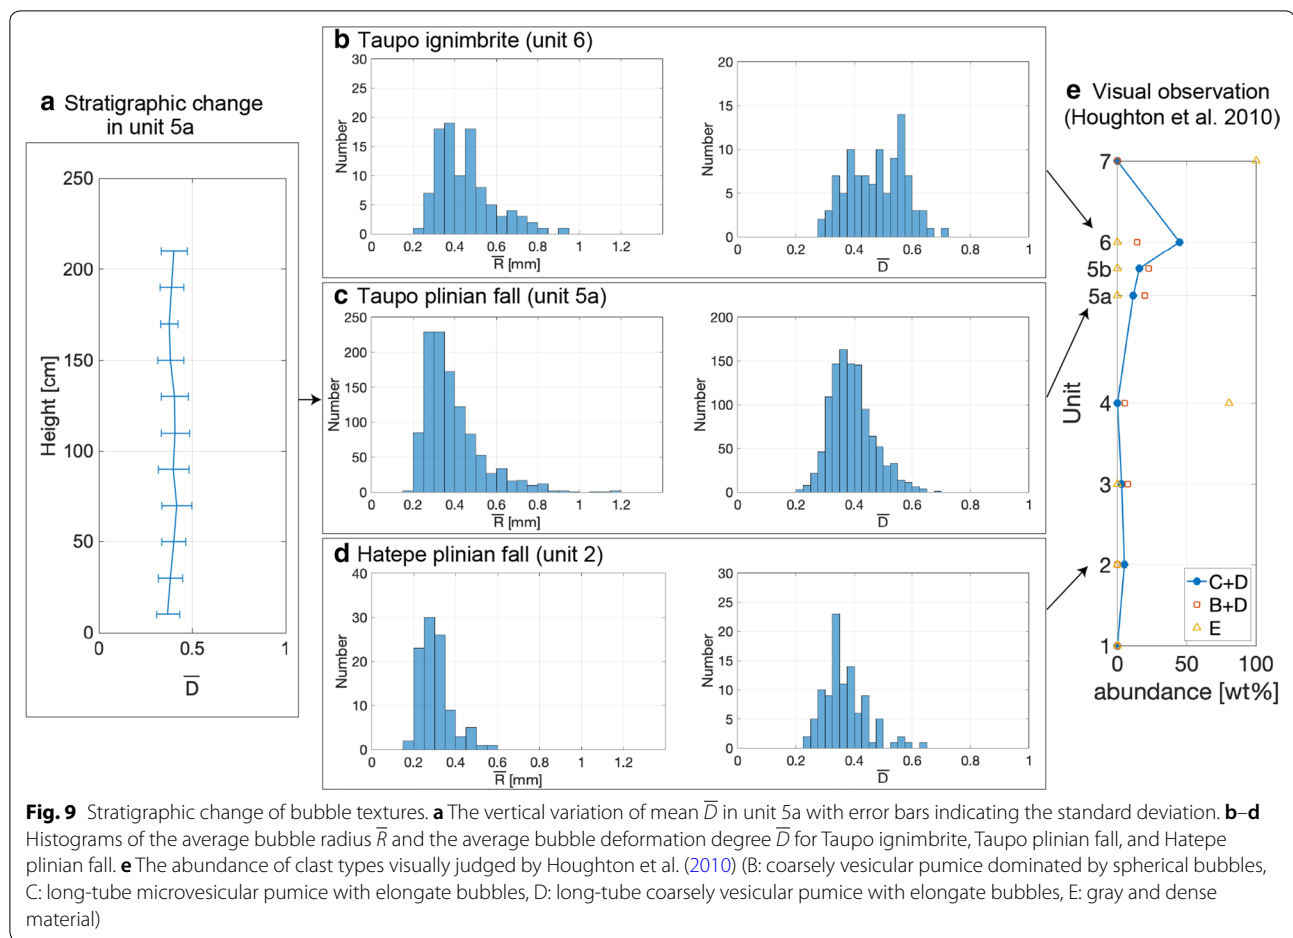 a Stratigraphic change
in unit 5a
250
200
150
100
50
0
Height [cm]
0 0.5 1
D̅
b Taupo ignimbrite (unit 6)
30
25
20
15
10
5
0
Number
0 0.2 0.4 0.6 0.8 1 1.2
R̅ [mm]
20
15
10
5
0
Number
0 0.2 0.4 0.6 0.8 1
D̅
c Taupo plinian fall (unit 5a)
250
200
150
100
50
0
Number
0 0.2 0.4 0.6 0.8 1 1.2
R̅ [mm]
200
150
100
50
0
Number
0 0.2 0.4 0.6 0.8 1
D̅
d Hatepe plinian fall (unit 2)
40
30
20
10
0
Number
0 0.2 0.4 0.6 0.8 1 1.2
R̅ [mm]
30
25
20
15
10
5
0
Number
0 0.2 0.4 0.6 0.8 1
D̅
e Visual observation
(Houghton et al. 2010)
7
6
5b
5a
4
3
2
1
Unit
C+D
B+D
E
0 50 100
abundance [wt%]
Fig. 9 Stratigraphic change of bubble textures. a The vertical variation of mean D̅ in unit 5a with error bars indicating the standard deviation. b–d
Histograms of the average bubble radius R̅ and the average bubble deformation degree D̅ for Taupo ignimbrite, Taupo plinian fall, and Hatepe
plinian fall. e The abundance of clast types visually judged by Houghton et al. (2010) (B: coarsely vesicular pumice dominated by spherical bubbles,
C: long-tube microvesicular pumice with elongate bubbles, D: long-tube coarsely vesicular pumice with elongate bubbles, E: gray and dense
material)